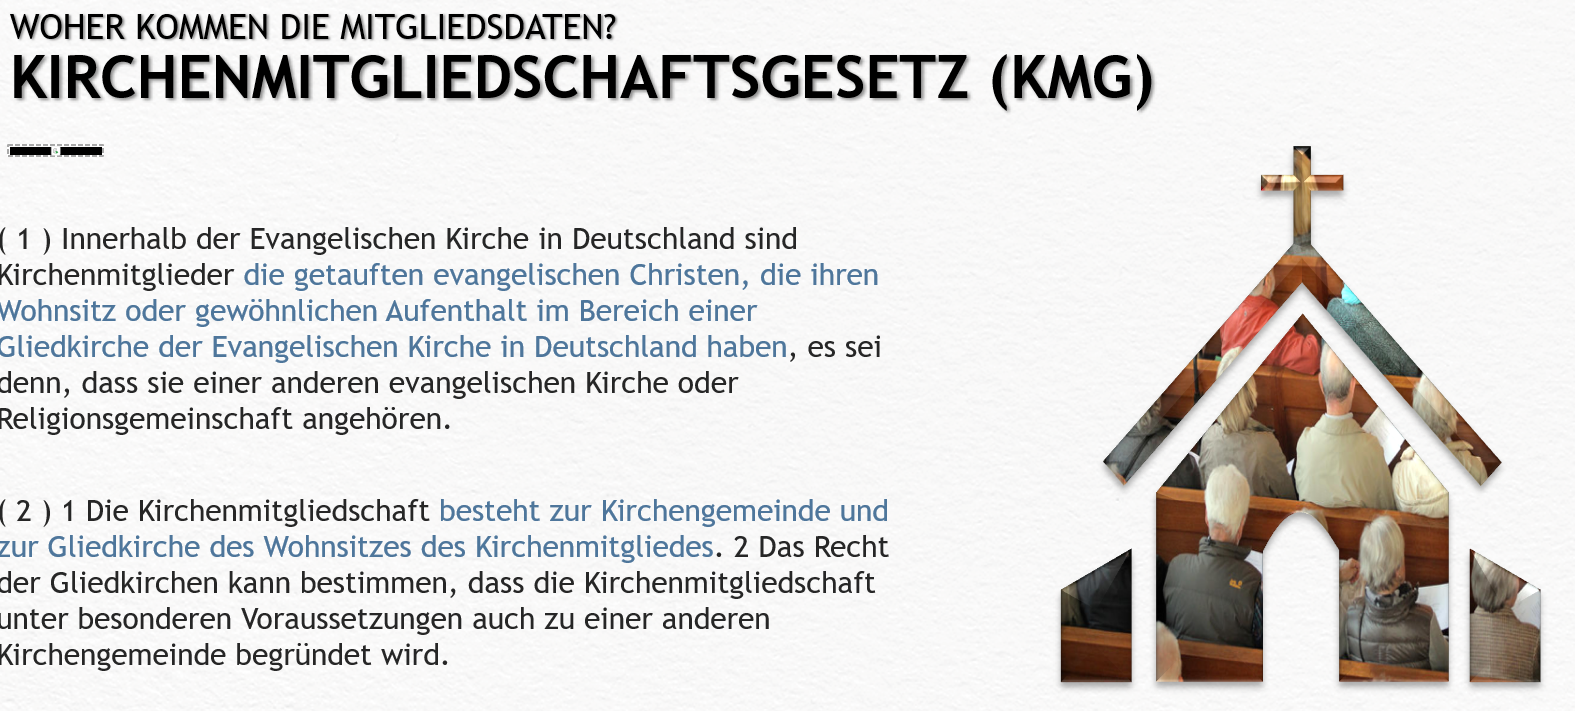 WOHER KOMMEN DIE MITGLIEDSDATEN?
KIRCHENMITGLIEDSCHAFTSGESETZ (KMG)
( 1 ) Innerhalb der Evangelischen Kirche in Deutschland sind
Kirchenmitglieder die getauften evangelischen Christen, die ihren
Wohnsitz oder gewöhnlichen Aufenthalt im Bereich einer
Gliedkirche der Evangelischen Kirche in Deutschland haben, es sei
denn, dass sie einer anderen evangelischen Kirche oder
Religionsgemeinschaft angehören.
( 2 ) 1 Die Kirchenmitgliedschaft besteht zur Kirchengemeinde und
zur Gliedkirche des Wohnsitzes des Kirchenmitgliedes. 2 Das Recht
der Gliedkirchen kann bestimmen, dass die Kirchenmitgliedschaft
unter besonderen Voraussetzungen auch zu einer anderen
Kirchengemeinde begründet wird.